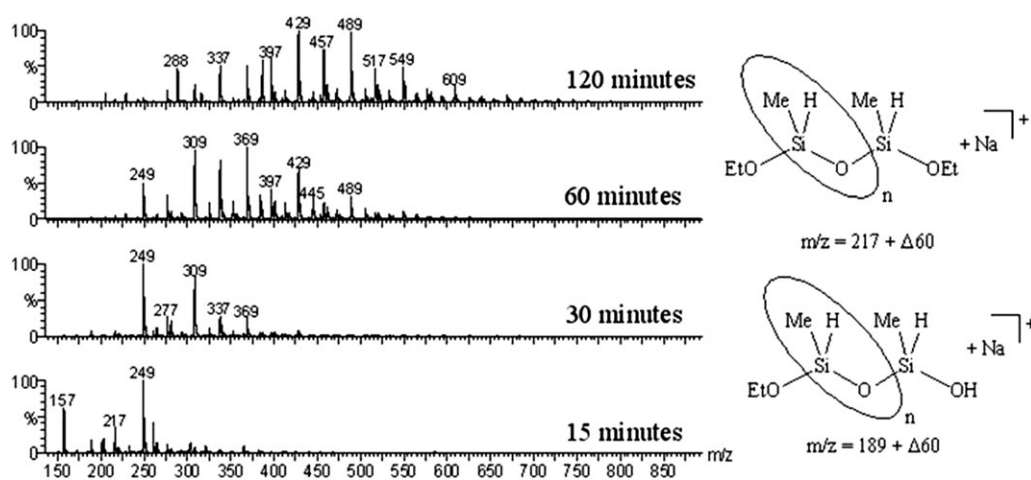 100
%
0
288
337
397
429
457
489
517
549
609
120 minutes
100
%
0
249
309
369
397
429
445
489
60 minutes
100
%
0
249
277
309
337
369
30 minutes
100
%
0
157
217
249
15 minutes
150 200 250 300 350 400 450 500 550 600 650 700 750 800 850 m/z
Me H Me H
Si Si
EtO O OEt
n
+ Na
+
m/z = 217 + Δ60
Me H Me H
Si Si
EtO O OH
n
+ Na
+
m/z = 189 + Δ60